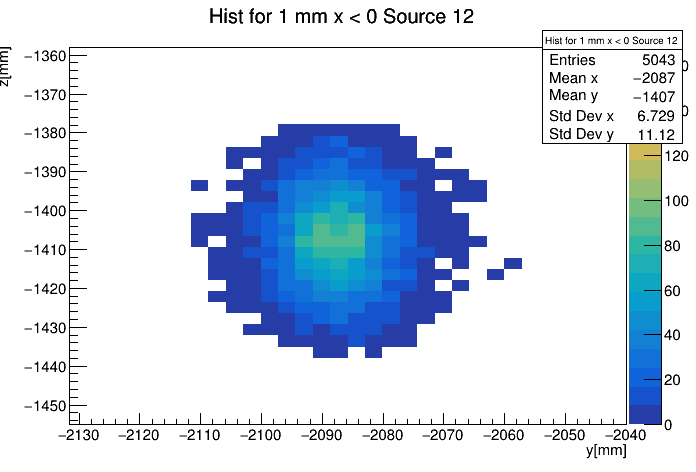 Hist for 1 mm x < 0 Source 12
z[mm]
Hist for 1 mm x < 0 Source 12
Entries 5043
Mean x −2087
Mean y −1407
Std Dev x 6.729
Std Dev y 11.12
−1360
−1370
−1380
−1390
−1400
−1410
−1420
−1430
−1440
−1450
−2130 −2120 −2110 −2100 −2090 −2080 −2070 −2060 −2050 −2040
y[mm]
120
100
80
60
40
20
0